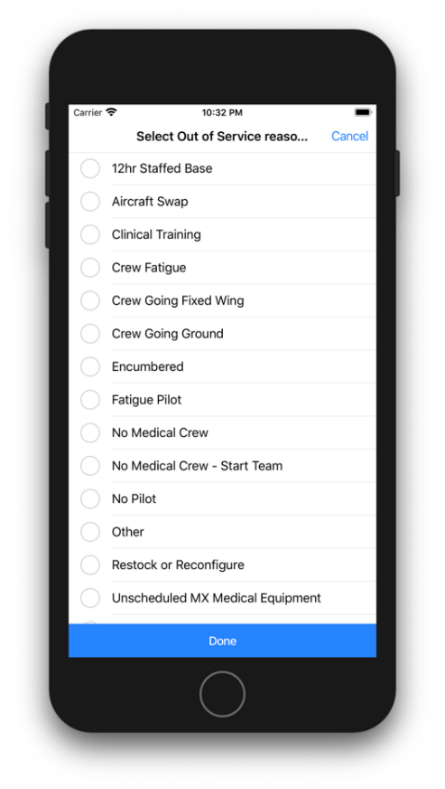 Carrier 10:32 PM
Select Out of Service reaso... Cancel
12hr Staffed Base
Aircraft Swap
Clinical Training
Crew Fatigue
Crew Going Fixed Wing
Crew Going Ground
Encumbered
Fatigue Pilot
No Medical Crew
No Medical Crew - Start Team
No Pilot
Other
Restock or Reconfigure
Unscheduled MX Medical Equipment
Done